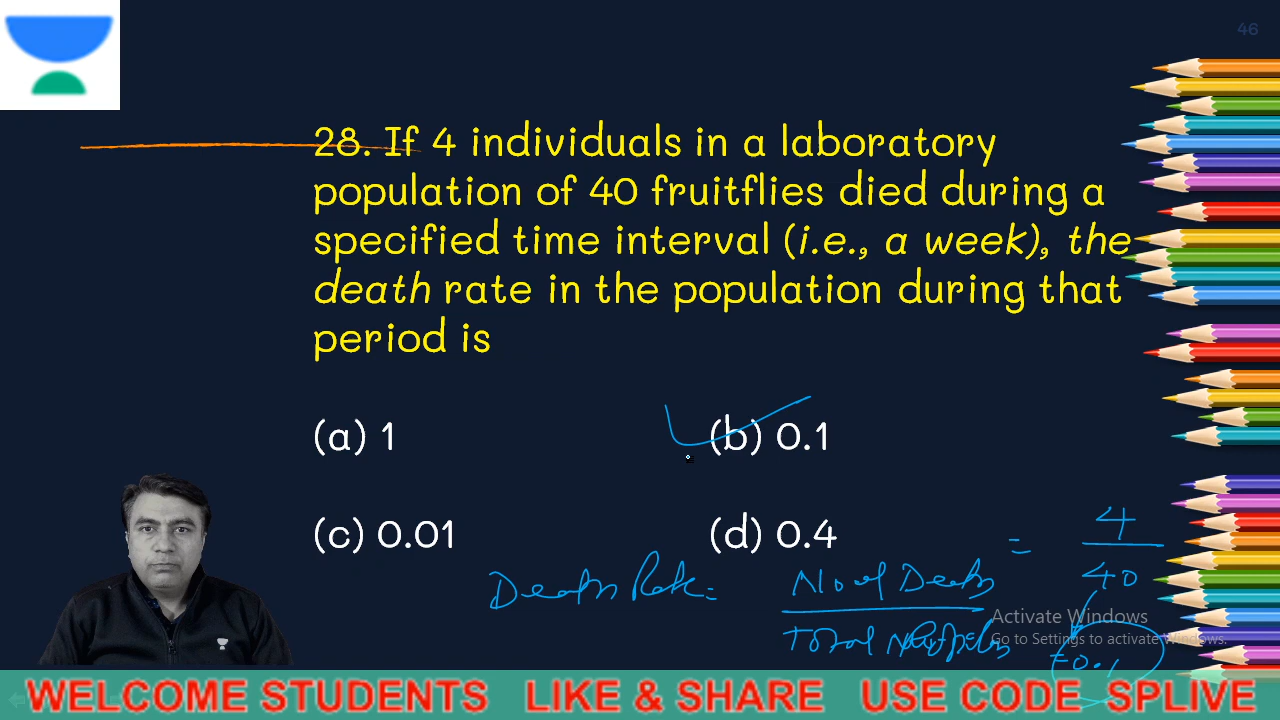 46
28. If 4 individuals in a laboratory
population of 40 fruitflies died during a
specified time interval (i.e., a week), the
death rate in the population during that
period is
(a) 1
(b) 0.1
(c) 0.01
(d) 0.4
Death Rate =
No of Death
Total
= 4
40
=0.1
Activate Windows
Go to Settings to activate Windows.
WELCOME STUDENTS LIKE & SHARE USE CODE SPLIVE